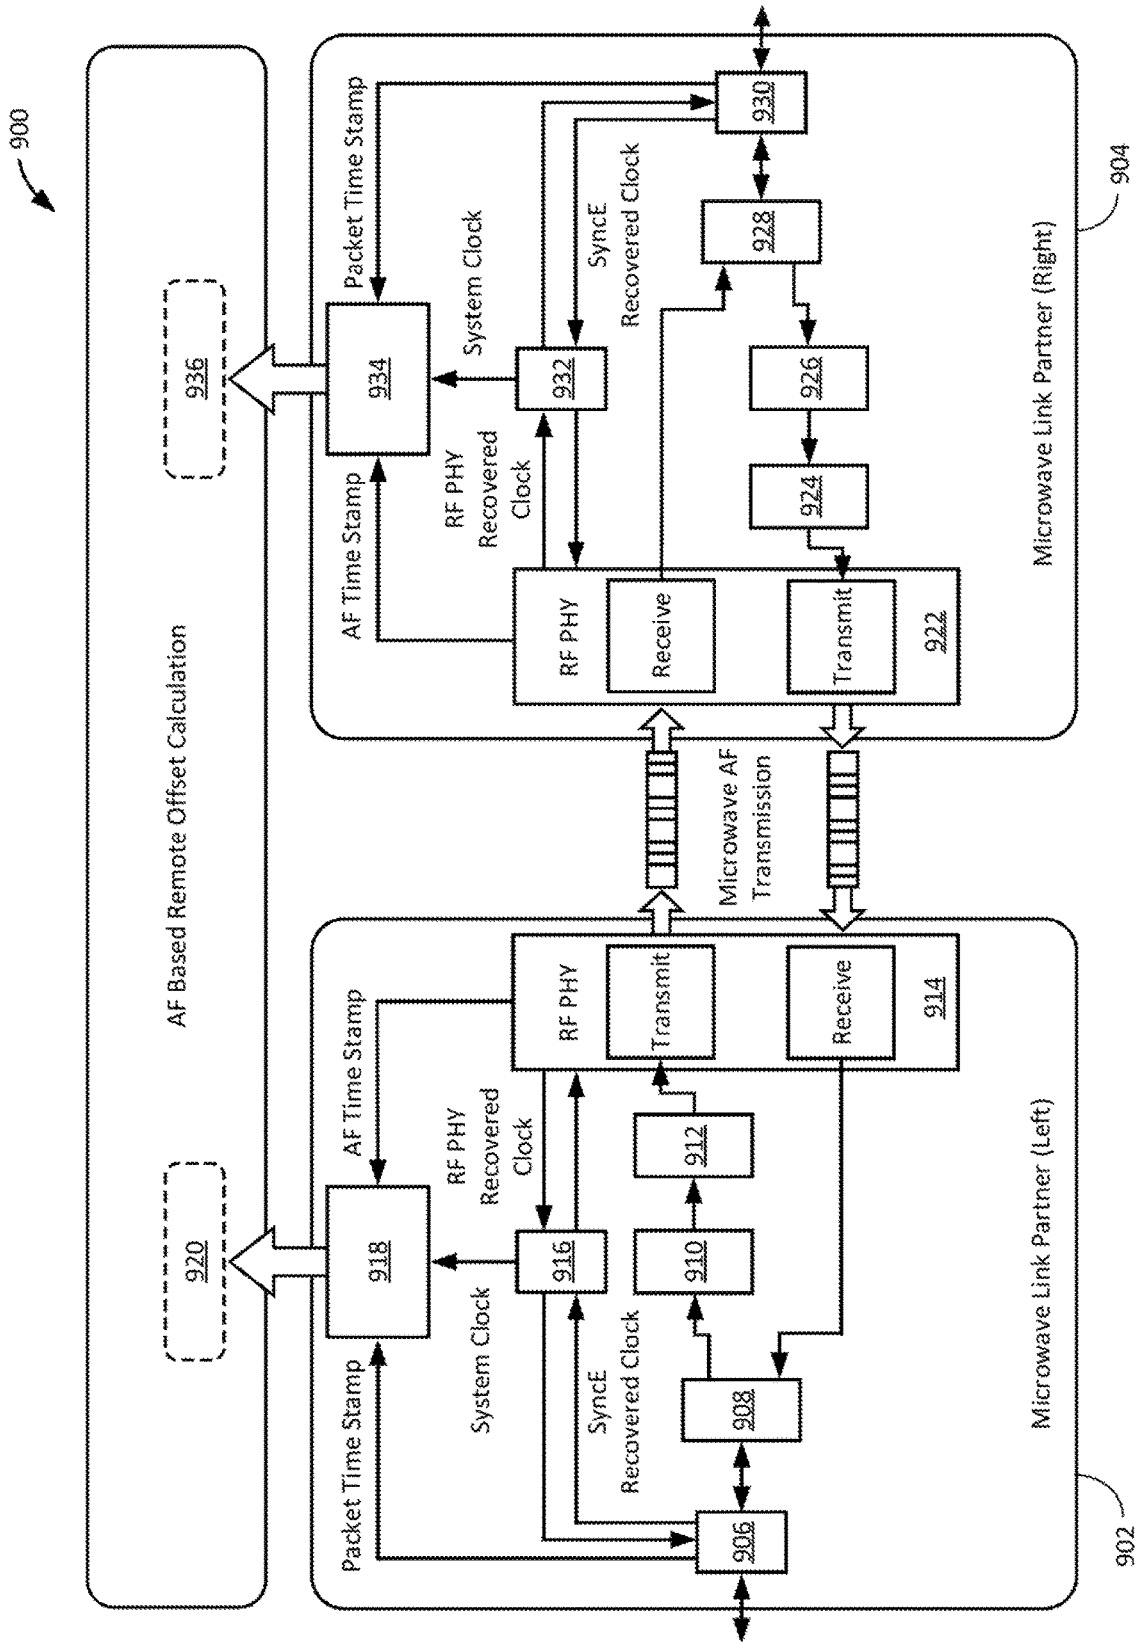 900
AF Based Remote Offset Calculation
920
936
Packet Time Stamp
AF Time Stamp
918
System Clock
RF PHY
Recovered
Clock
916
SyncE
Recovered Clock
906
908
910
912
RF PHY
Transmit
Receive
914
Microwave Link Partner (Left)
902
Microwave AF
Transmission
AF Time Stamp
Packet Time Stamp
934
RF PHY
Recovered
Clock
System Clock
932
SyncE
Recovered Clock
RF PHY
Receive
Transmit
922
924
926
928
930
Microwave Link Partner (Right)
904